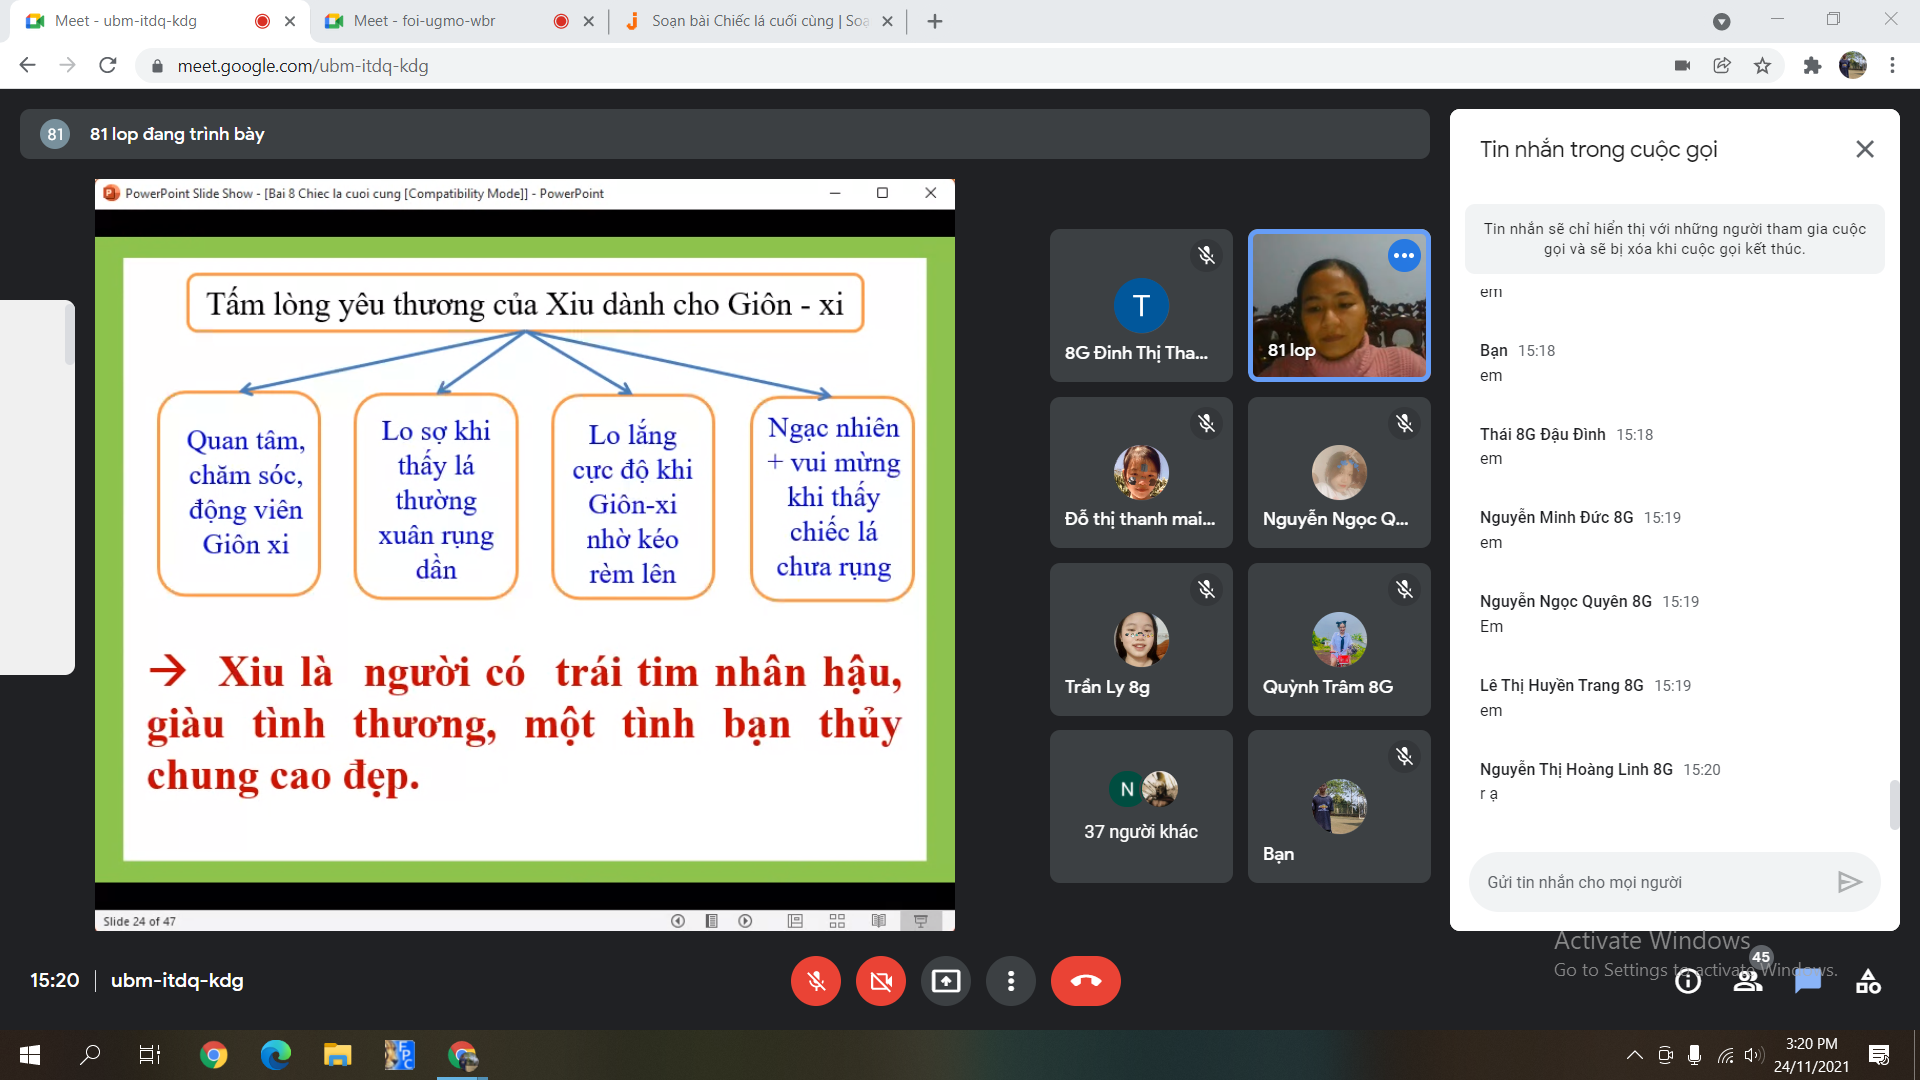 Meet - ubm-itdq-kdg
Meet - foi-ugmo-wbr
Soạn bài Chiếc lá cuối cùng | Soạ
meet.google.com/ubm-itdq-kdg
81
81 lop đang trình bày
PowerPoint Slide Show - [Bai 8 Chiec la cuoi cung [Compatibility Mode]] - PowerPoint
Tấm lòng yêu thương của Xiu dành cho Giôn - xi
Quan tâm,
chăm sóc,
động viên
Giôn xi
Lo sợ khi
thấy lá
thường
xuân rụng
dần
Lo lắng
cực độ khi
Giôn-xi
nhờ kéo
rèm lên
Ngạc nhiên
+ vui mừng
khi thấy
chiếc lá
chưa rụng
→ Xiu là người có trái tim nhân hậu,
giàu tình thương, một tình bạn thủy
chung cao đẹp.
Slide 24 of 47
T
8G Đinh Thị Tha...
81 lop
Đỗ thị thanh mai...
Nguyễn Ngọc Q...
Trần Ly 8g
Quỳnh Trâm 8G
N
37 người khác
Bạn
Tin nhắn trong cuộc gọi
Tin nhắn sẽ chỉ hiển thị với những người tham gia cuộc
gọi và sẽ bị xóa khi cuộc gọi kết thúc.
em
Bạn 15:18
em
Thái 8G Đậu Đình 15:18
em
Nguyễn Minh Đức 8G 15:19
em
Nguyễn Ngọc Quyên 8G 15:19
Em
Lê Thị Huyền Trang 8G 15:19
em
Nguyễn Thị Hoàng Linh 8G 15:20
r ạ
Gửi tin nhắn cho mọi người
Activate Windows
Go to Settings to activate Windows.
45
15:20
ubm-itdq-kdg
FPC
3:20 PM
24/11/2021